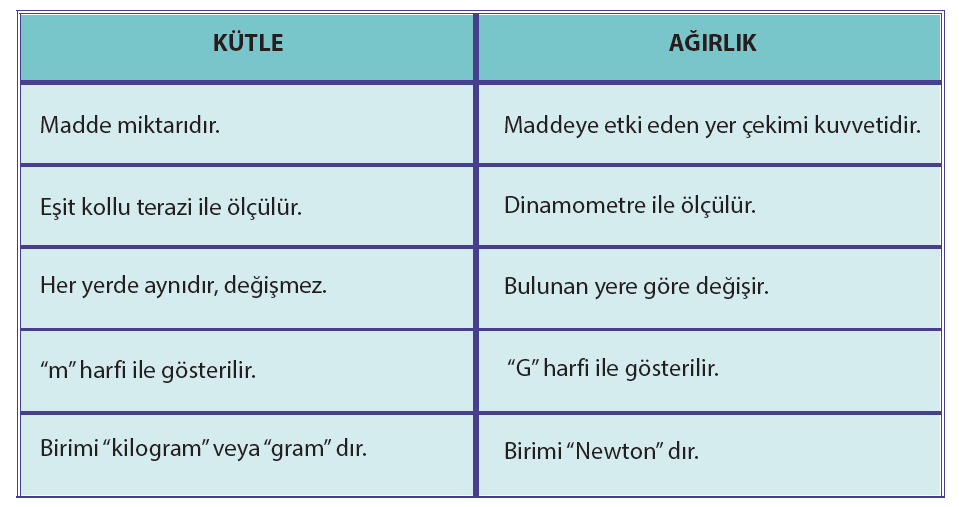 KÜTLE
AĞIRLIK
Madde miktarıdır.
Maddeye etki eden yer çekimi kuvvetidir.
Eşit kollu terazi ile ölçülür.
Dinamometre ile ölçülür.
Her yerde aynıdır, değişmez.
Bulunan yere göre değişir.
“m” harfi ile gösterilir.
“G” harfi ile gösterilir.
Birimi “kilogram” veya “gram” dır.
Birimi “Newton” dır.